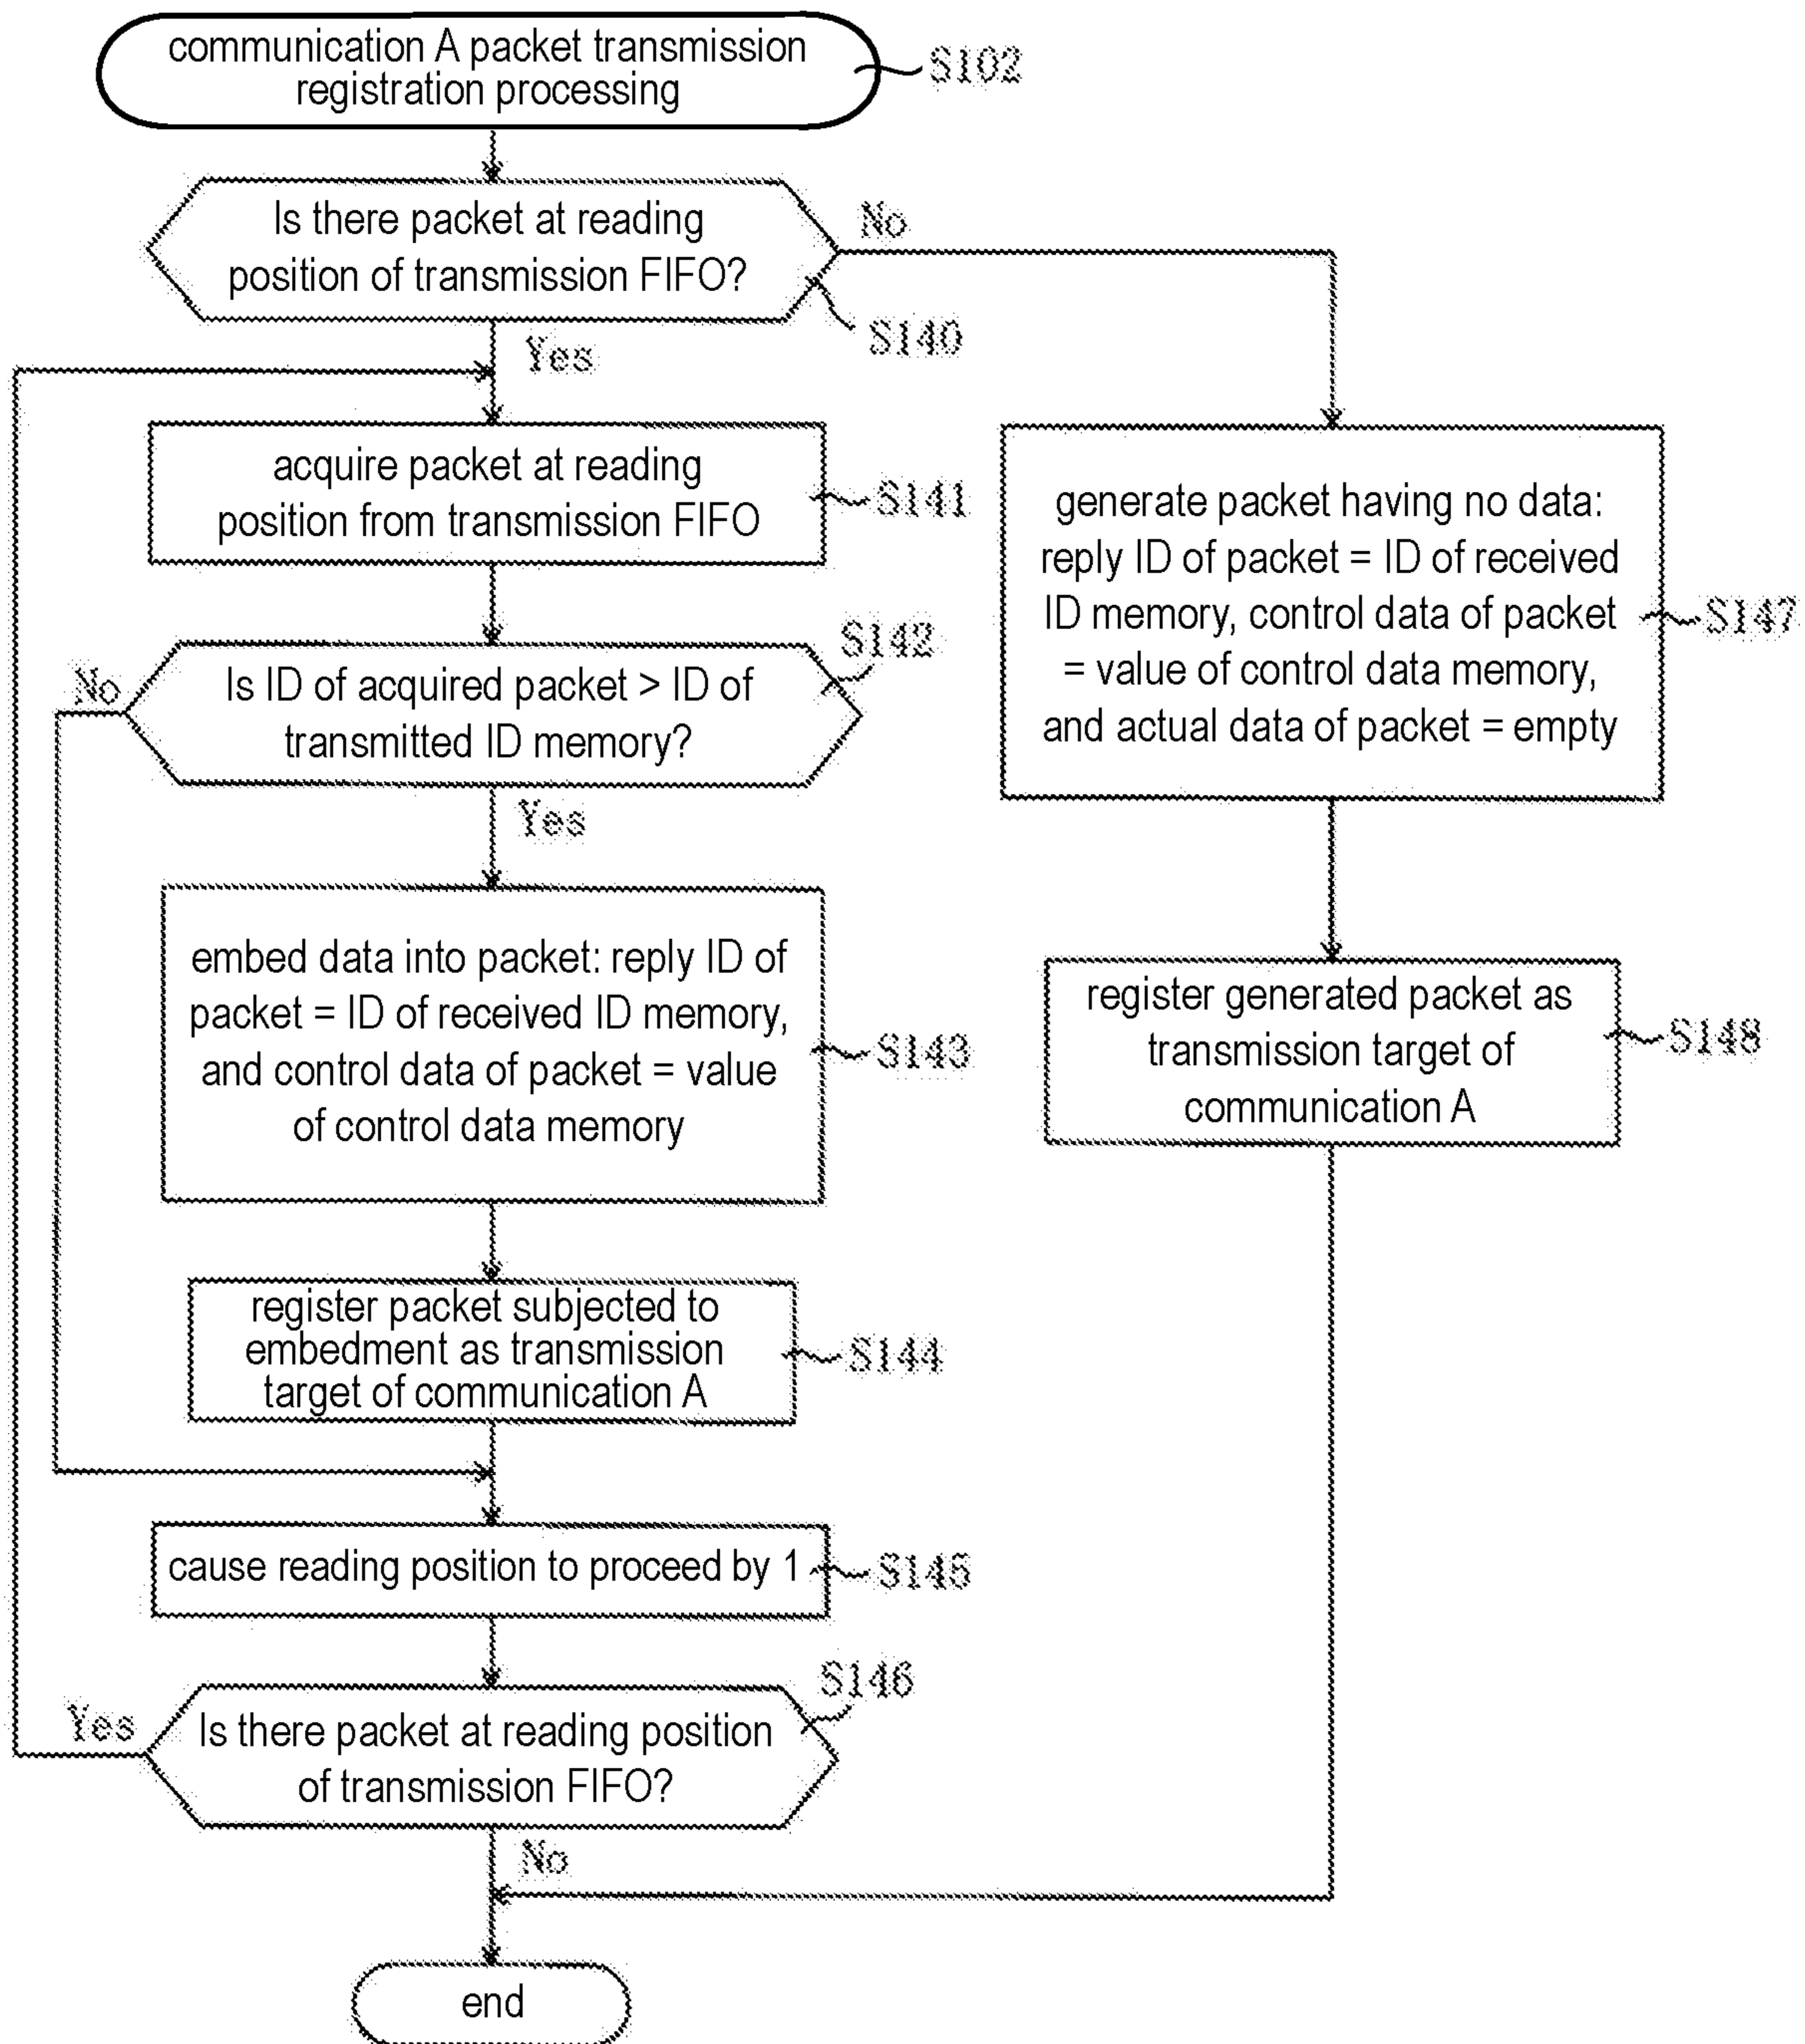 communication A packet transmission
registration processing
S102
Is there packet at reading
position of transmission FIFO?
No
S140
Yes
acquire packet at reading
position from transmission FIFO
S141
S142
Is ID of acquired packet > ID of
transmitted ID memory?
No
Yes
embed data into packet: reply ID of
packet = ID of received ID memory,
and control data of packet = value
of control data memory
S143
register packet subjected to
embedment as transmission
target of communication A
S144
cause reading position to proceed by 1
S145
S146
Is there packet at reading position
of transmission FIFO?
Yes
No
generate packet having no data:
reply ID of packet = ID of received
ID memory, control data of packet
= value of control data memory,
and actual data of packet = empty
S147
register generated packet as
transmission target of
communication A
S148
end